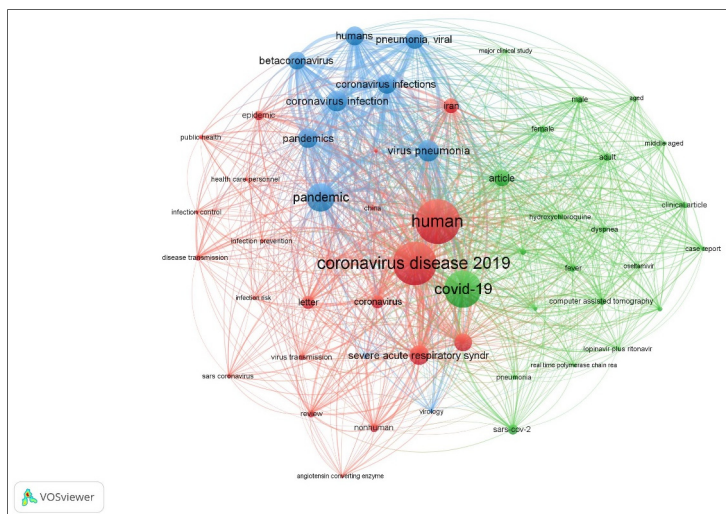 humans
pneumonia, viral
major clinical study
betacoronavirus
coronavirus infections
coronavirus infection
iran
male
aged
epidemic
public health
pandemics
virus pneumonia
female
adult
middle aged
health care personnel
article
pandemic
china
human
hydroxychloroquine
clinical article
infection control
dyspnea
infection prevention
case report
disease transmission
coronavirus disease 2019
fever
oseltamivir
covid-19
infection risk
letter
coronavirus
computer assisted tomography
virus transmission
severe acute respiratory syndr
lopinavir plus ritonavir
real time polymerase chain rea
sars coronavirus
pneumonia
review
virology
nonhuman
sars-cov-2
angiotensin converting enzyme
VOSviewer